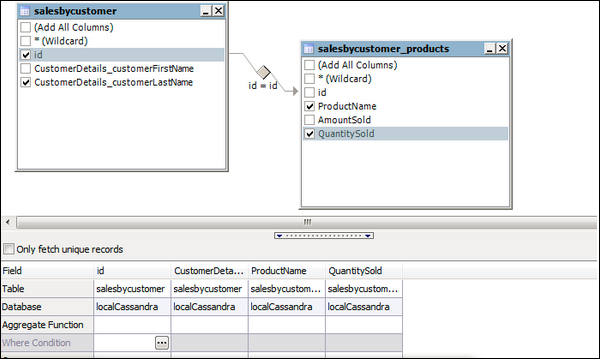 salesbycustomer
(Add All Columns)
* (Wildcard)
id
CustomerDetails_customerFirstName
CustomerDetails_customerLastName
id = id
salesbycustomer_products
(Add All Columns)
* (Wildcard)
id
ProductName
AmountSold
QuantitySold
Only fetch unique records
Field id CustomerDeta... ProductName QuantitySold
Table salesbycustomer salesbycustomer salesbycustom... salesbycustom...
Database localCassandra localCassandra localCassandra localCassandra
Aggregate Function
Where Condition ...